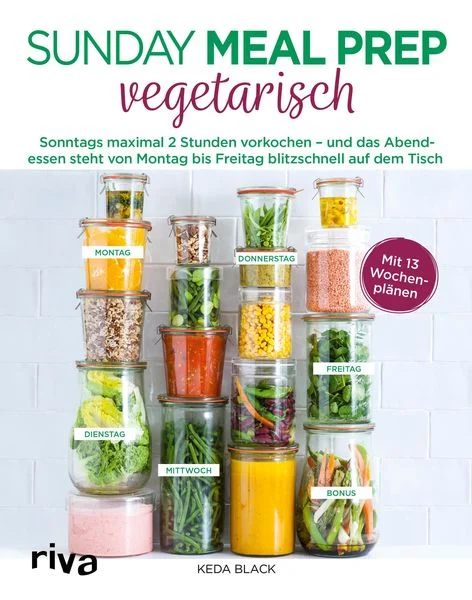 SUNDAY MEAL PREP
vegetarisch
Sonntags maximal 2 Stunden vorkochen – und das Abend-
essen steht von Montag bis Freitag blitzschnell auf dem Tisch
MONTAG
DONNERSTAG
Mit 13
Wochen-
plänen
FREITAG
DIENSTAG
MITTWOCH
BONUS
riva
KEDA BLACK